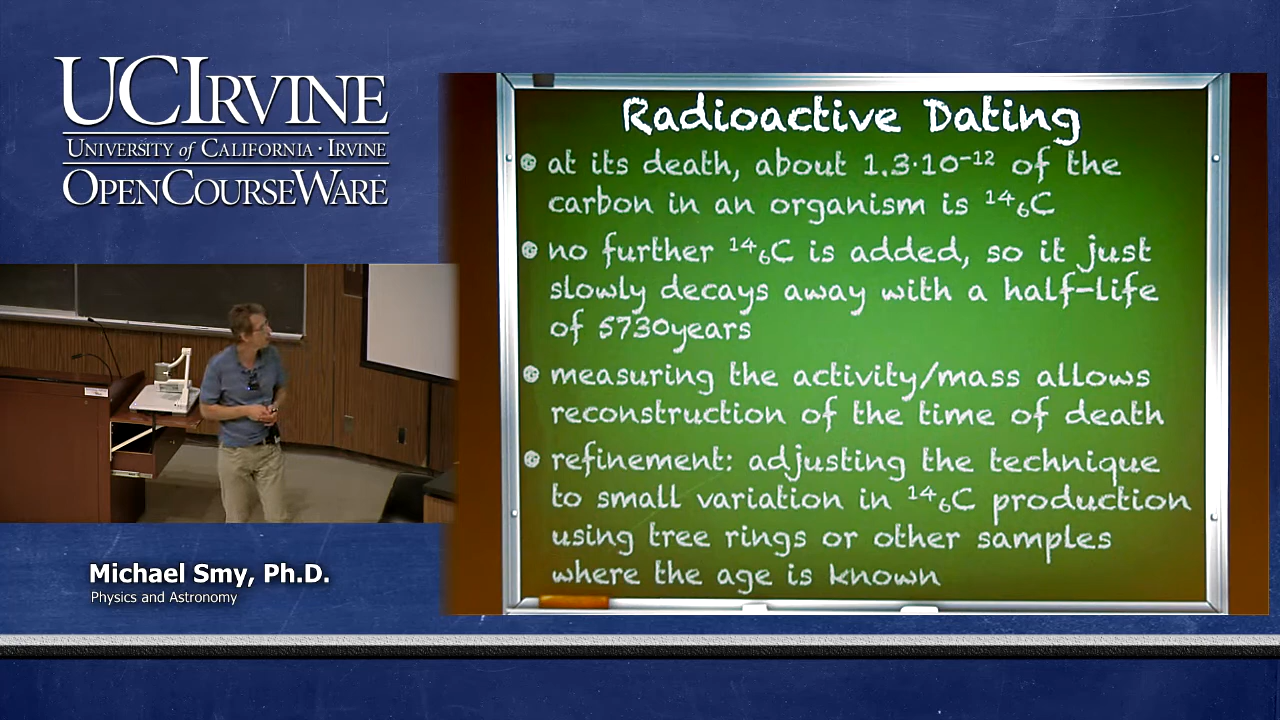 UCIRVINE
UNIVERSITY of CALIFORNIA · IRVINE
OPENCOURSEWARE
Radioactive Dating
at its death, about 1.3·10⁻¹² of the
carbon in an organism is ¹⁴₆C
no further ¹⁴₆C is added, so it just
slowly decays away with a half-life
of 5730years
measuring the activity/mass allows
reconstruction of the time of death
refinement: adjusting the technique
to small variation in ¹⁴₆C production
using tree rings or other samples
where the age is known
Michael Smy, Ph.D.
Physics and Astronomy